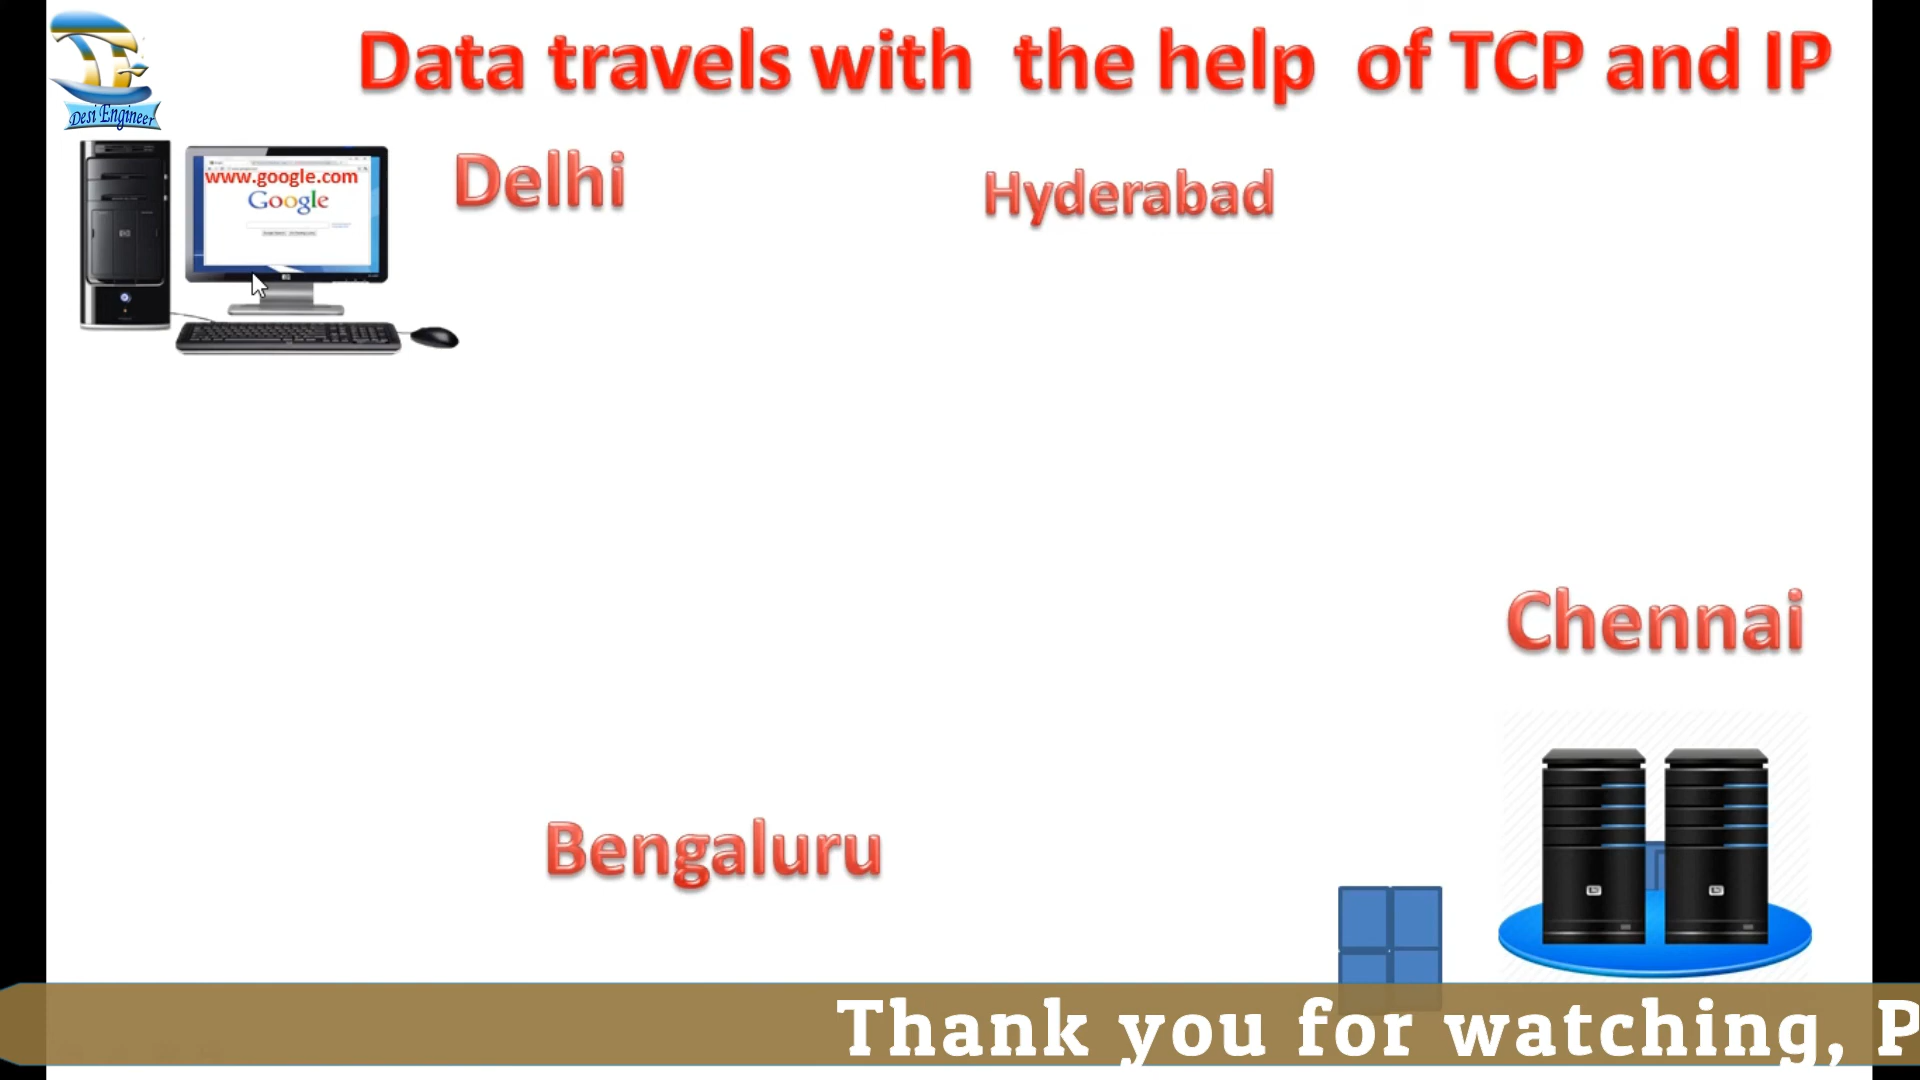 Data travels with the help of TCP and IP
Desi Engineer
Delhi
Hyderabad
www.google.com
Google
Chennai
Bengaluru
Thank you for watching, P